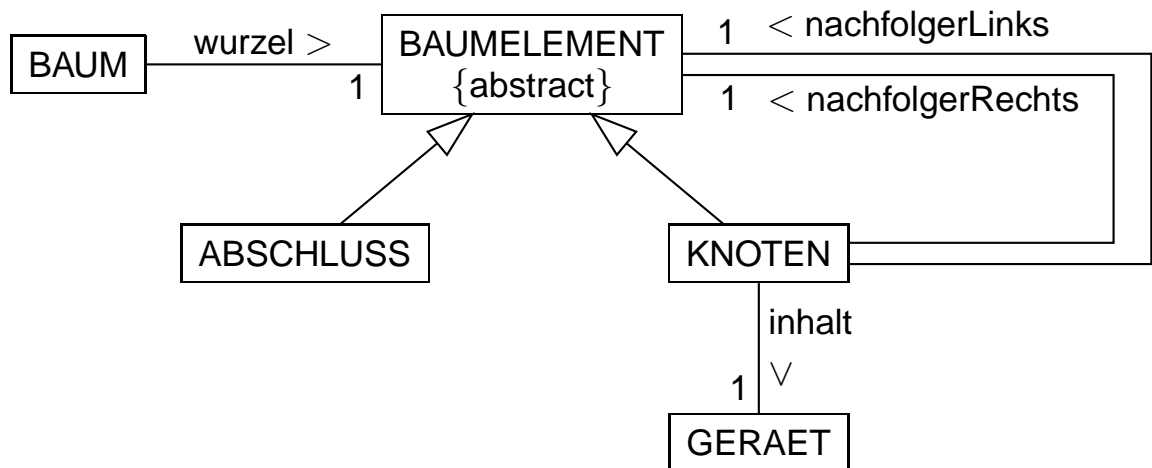 BAUM
wurzel >
1
BAUMELEMENT
{abstract}
1 < nachfolgerLinks
1 < nachfolgerRechts
ABSCHLUSS
KNOTEN
inhalt
1
GERAET